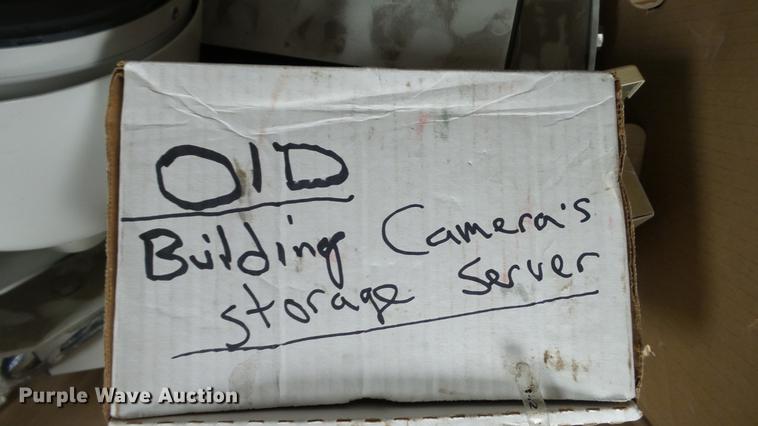 OlD
Building Camera's
storage server
Purple Wave Auction